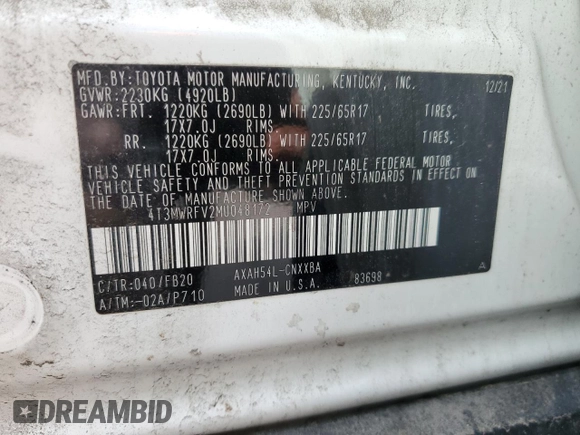 MFD.BY:TOYOTA MOTOR MANUFACTURING, KENTUCKY, INC. 12/21
GVWR:2230KG (4920LB)
GAWR:FRT. 1220KG (2690LB) WITH 225/65R17 TIRES,
17X7.0J RIMS.
RR. 1220KG (2690LB) WITH 225/65R17 TIRES,
17X7.0J RIMS.
THIS VEHICLE CONFORMS TO ALL APPLICABLE FEDERAL MOTOR
VEHICLE SAFETY AND THEFT PREVENTION STANDARDS IN EFFECT ON
THE DATE OF MANUFACTURE SHOWN ABOVE.
4T3MWRFV2MU048172 MPV
C/TR:040/FB20 AXAH54L-CNXXBA A
A/TM:-02A/P710 MADE IN U.S.A. 83698
DREAMBID